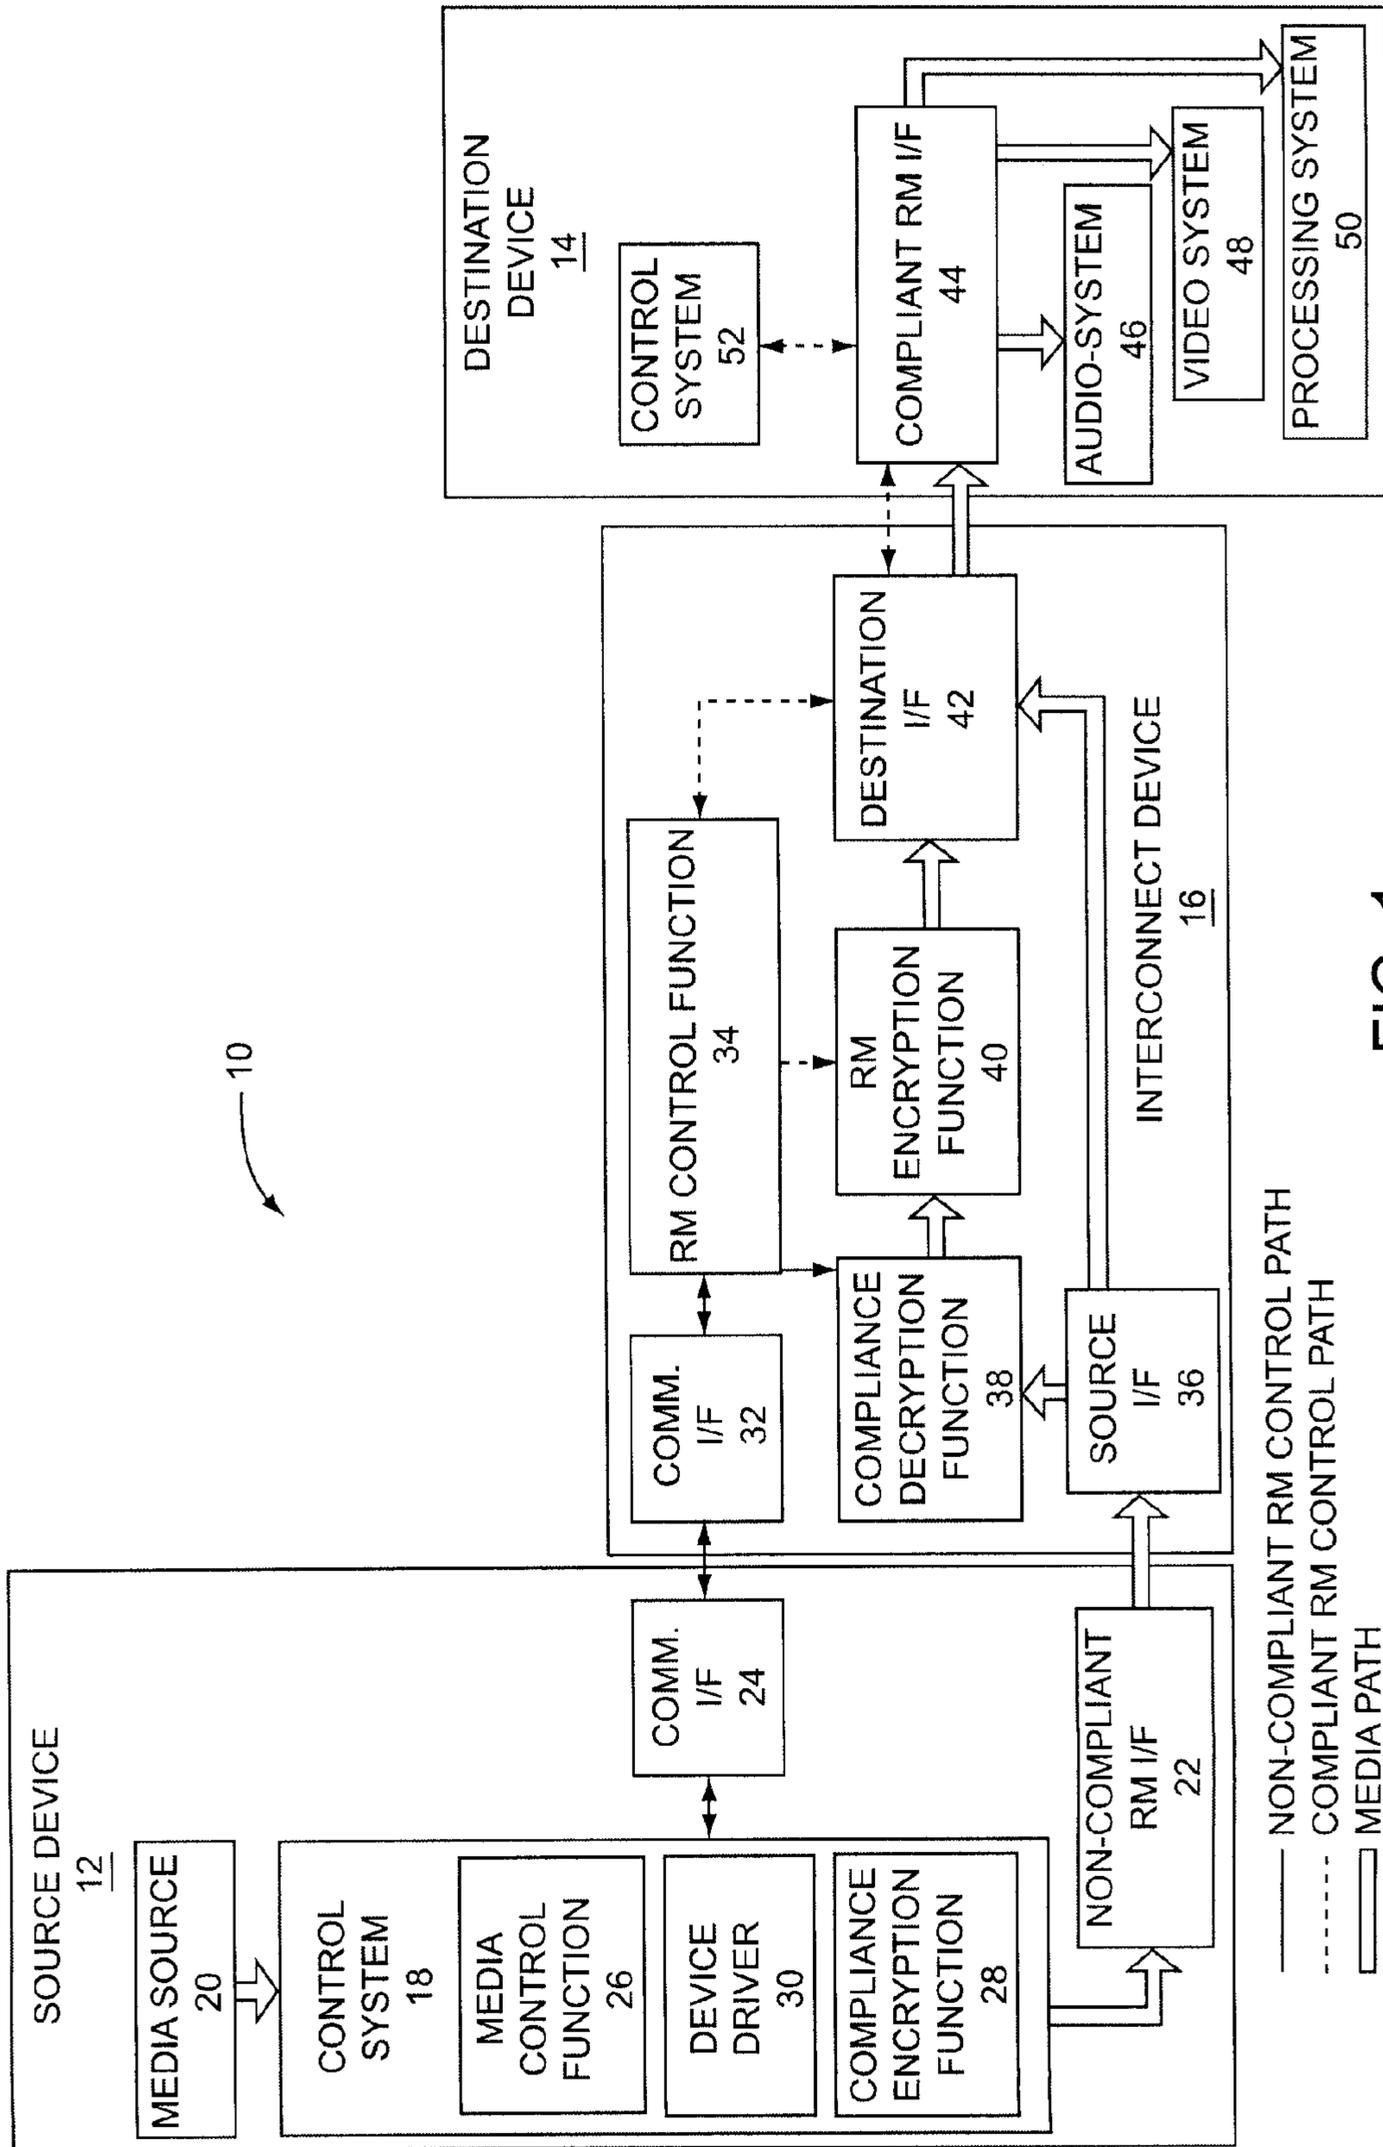 10
SOURCE DEVICE
12
MEDIA SOURCE
20
CONTROL
SYSTEM
18
MEDIA
CONTROL
FUNCTION
26
DEVICE
DRIVER
30
COMPLIANCE
ENCRYPTION
FUNCTION
28
COMM.
I/F
24
NON-COMPLIANT
RM I/F
22
COMM.
I/F
32
RM CONTROL FUNCTION
34
COMPLIANCE
DECRYPTION
FUNCTION
38
RM
ENCRYPTION
FUNCTION
40
SOURCE
I/F
36
DESTINATION
I/F
42
INTERCONNECT DEVICE
16
DESTINATION
DEVICE
14
CONTROL
SYSTEM
52
COMPLIANT RM I/F
44
AUDIO-SYSTEM
46
VIDEO SYSTEM
48
PROCESSING SYSTEM
50
NON-COMPLIANT RM CONTROL PATH
COMPLIANT RM CONTROL PATH
MEDIA PATH